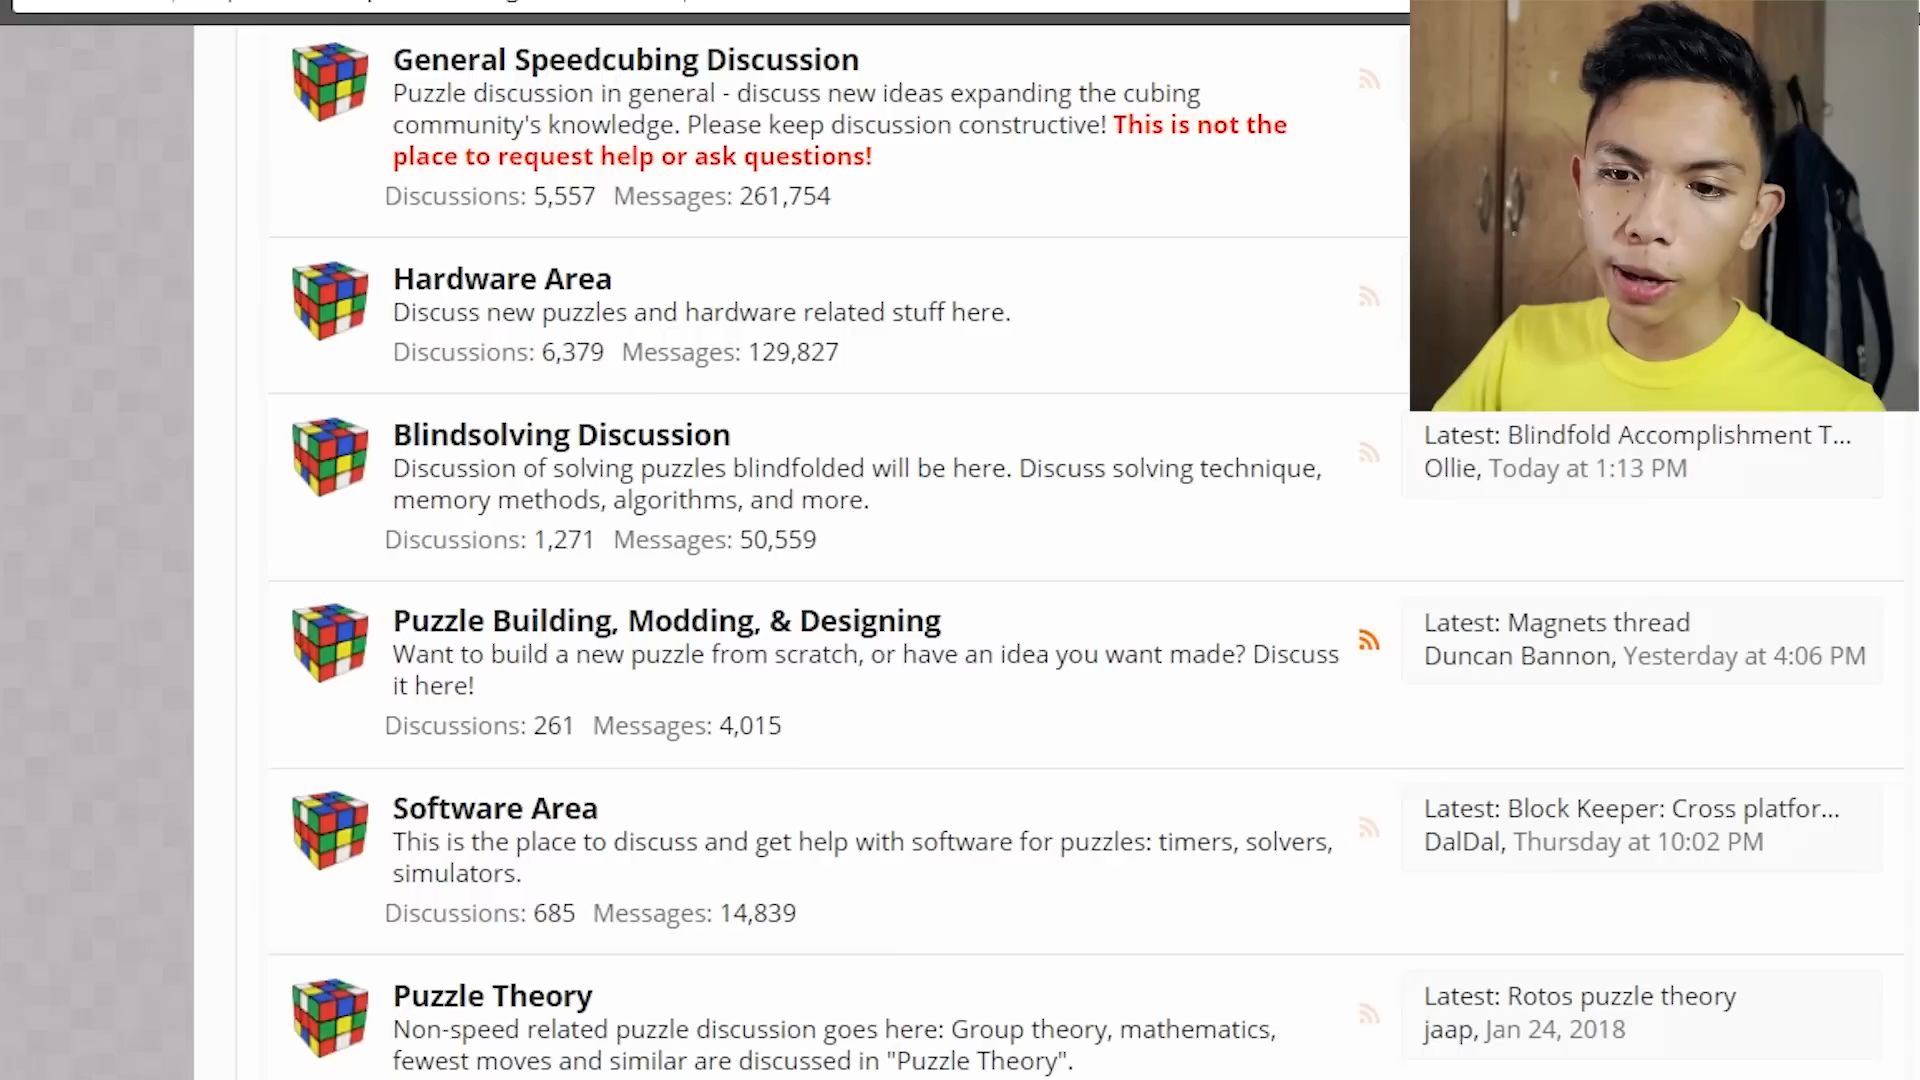 General Speedcubing Discussion
Puzzle discussion in general - discuss new ideas expanding the cubing
community's knowledge. Please keep discussion constructive! This is not the
place to request help or ask questions!
Discussions: 5,557 Messages: 261,754
Hardware Area
Discuss new puzzles and hardware related stuff here.
Discussions: 6,379 Messages: 129,827
Blindsolving Discussion
Discussion of solving puzzles blindfolded will be here. Discuss solving technique,
memory methods, algorithms, and more.
Discussions: 1,271 Messages: 50,559
Latest: Blindfold Accomplishment T...
Ollie, Today at 1:13 PM
Puzzle Building, Modding, & Designing
Want to build a new puzzle from scratch, or have an idea you want made? Discuss
it here!
Discussions: 261 Messages: 4,015
Latest: Magnets thread
Duncan Bannon, Yesterday at 4:06 PM
Software Area
This is the place to discuss and get help with software for puzzles: timers, solvers,
simulators.
Discussions: 685 Messages: 14,839
Latest: Block Keeper: Cross platfor...
DalDal, Thursday at 10:02 PM
Puzzle Theory
Non-speed related puzzle discussion goes here: Group theory, mathematics,
fewest moves and similar are discussed in "Puzzle Theory".
Latest: Rotos puzzle theory
jaap, Jan 24, 2018